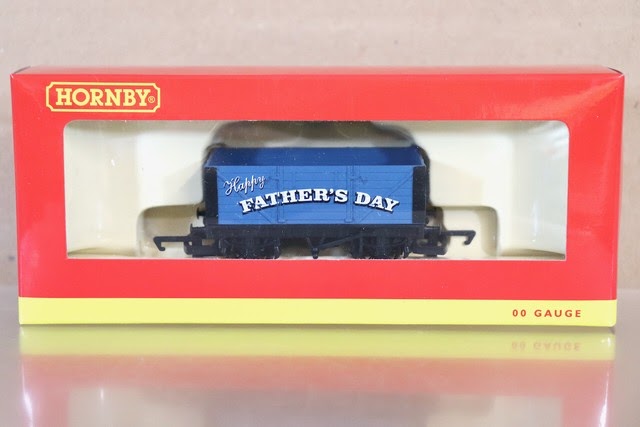 HORNBY®
Happy
FATHER'S DAY
00 GAUGE